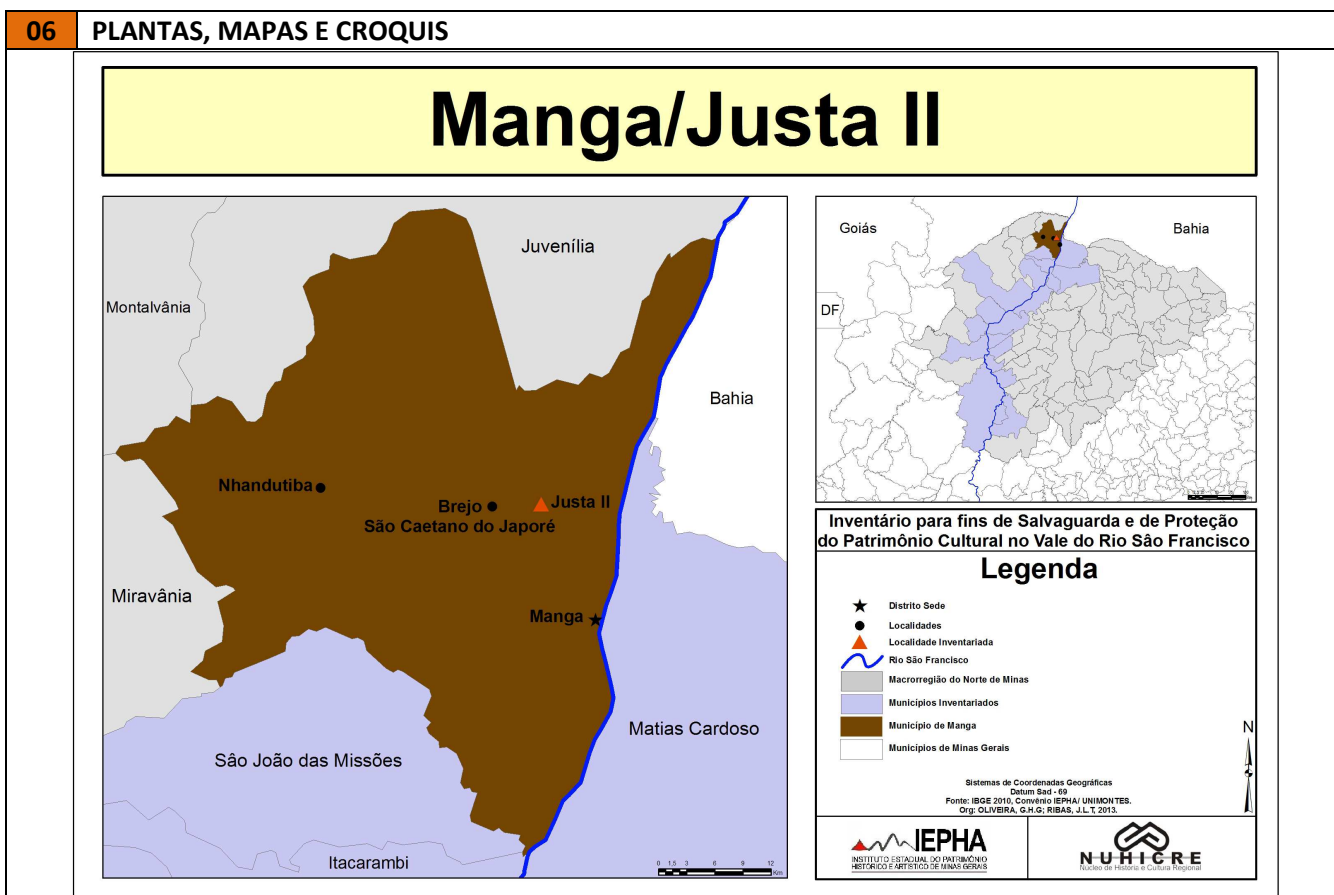 06 PLANTAS, MAPAS E CROQUIS
Manga/Justa II
Juvenília
Montalvânia
Bahia
Nhandutiba
Brejo
São Caetano do Japoré
Justa II
Miravânia
Manga
Matias Cardoso
Sâo João das Missões
Itacarambi
0 1,5 3 6 9 12
Km
Goiás
Bahia
DF
Inventário para fins de Salvaguarda e de Proteção
do Patrimônio Cultural no Vale do Rio Sâo Francisco
Legenda
Distrito Sede
Localidades
Localidade Inventariada
Rio São Francisco
Macrorregião do Norte de Minas
Municípios Inventariados
Município de Manga
Municípios de Minas Gerais
N
Sistemas de Coordenadas Geográficas
Datum Sad - 69
Fonte: IBGE 2010, Convênio IEPHA/ UNIMONTES.
Org: OLIVEIRA, G.H.G; RIBAS, J.L.T, 2013.
IEPHA
INSTITUTO ESTADUAL DO PATRIMÔNIO
HISTÓRICO E ARTÍSTICO DE MINAS GERAIS
NUHICRE
Núcleo de História e Cultura Regional